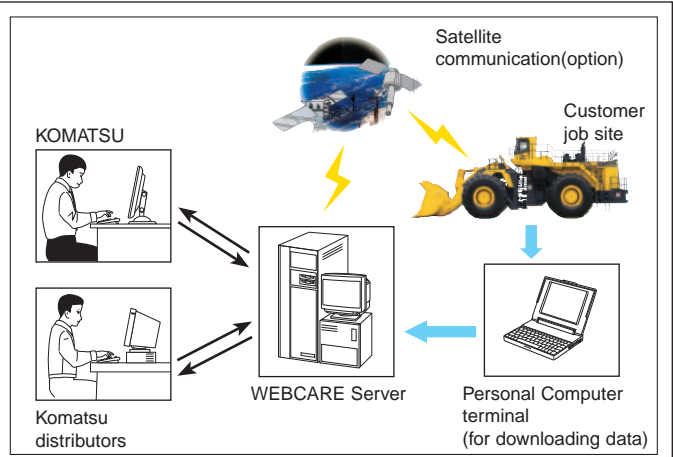 Satellite
communication(option)
KOMATSU
Customer
job site
WEBCARE Server
Personal Computer
terminal
(for downloading data)
Komatsu
distributors